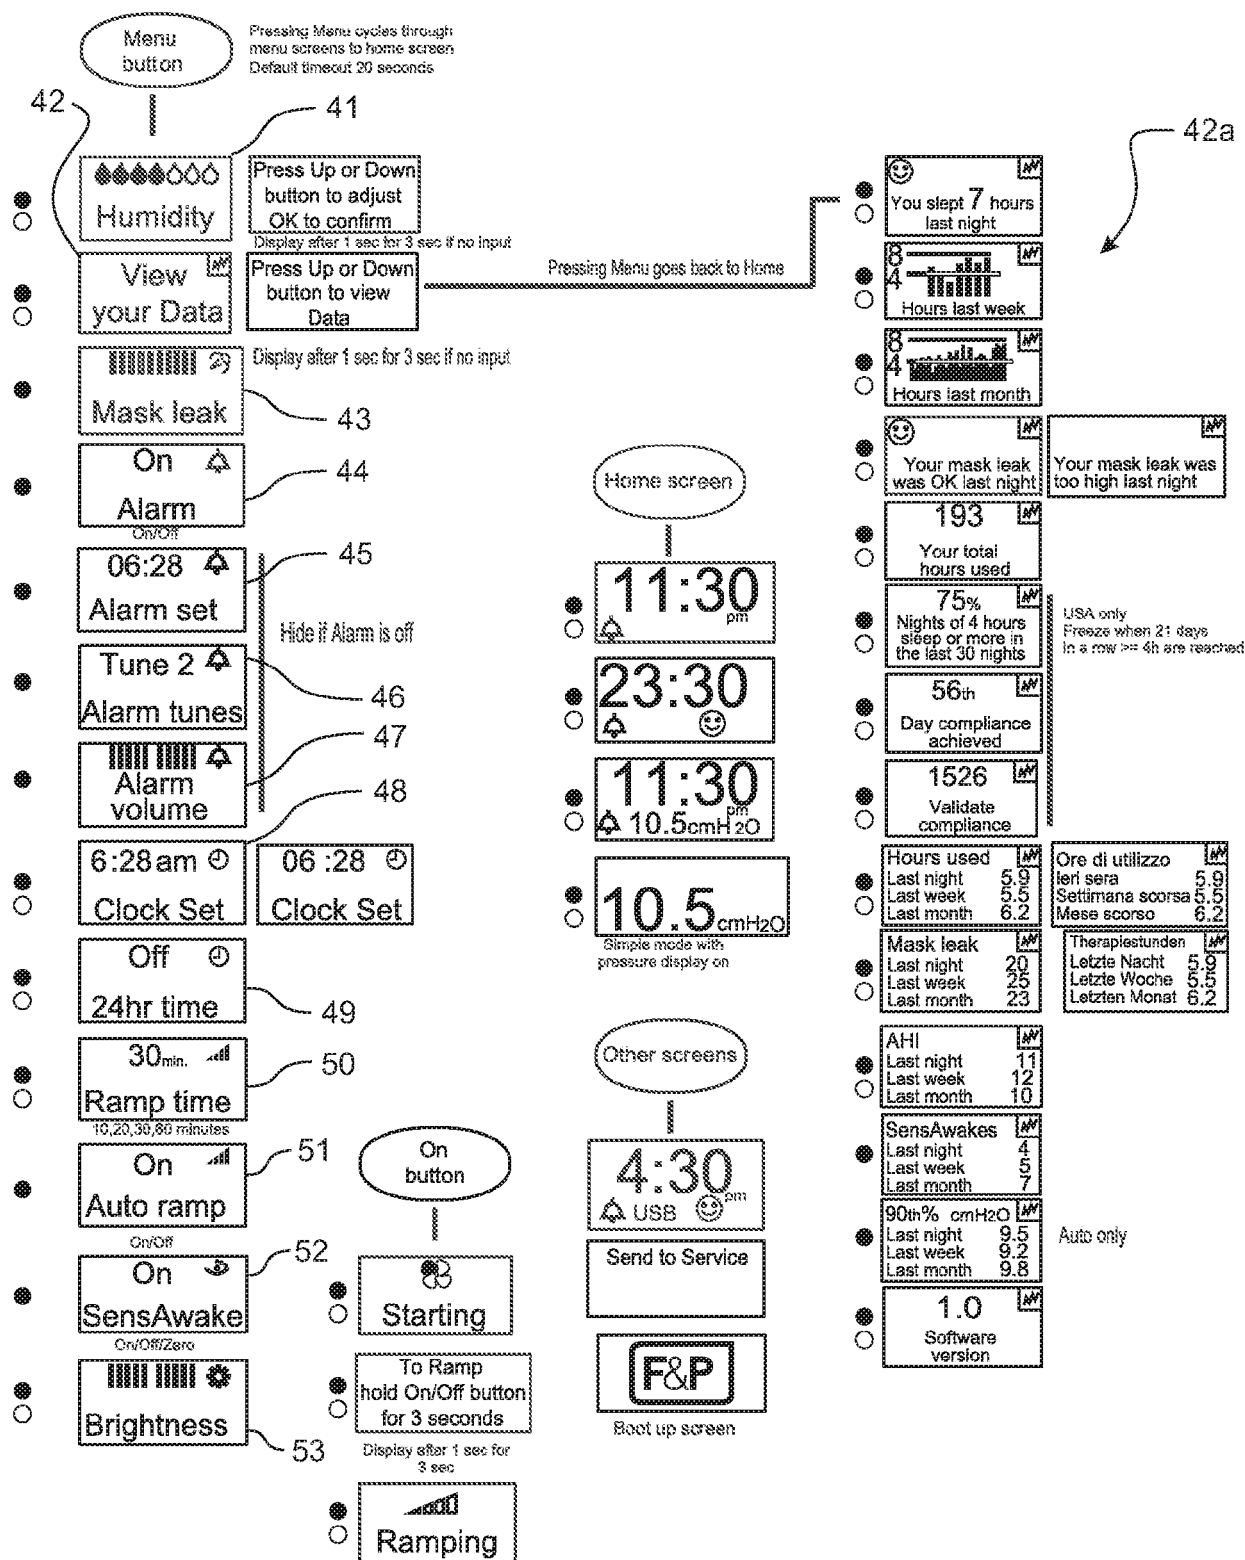 Menu
button
Pressing Menu cycles through
menu screens to home screen
Default timeout 20 seconds
42
41
Humidity
Press Up or Down
button to adjust
OK to confirm
Display after 1 sec for 3 sec if no input
View
your Data
Press Up or Down
button to view
Data
Pressing Menu goes back to Home
Display after 1 sec for 3 sec if no input
Mask leak
43
On
Alarm
On/Off
44
06:28
Alarm set
45
Hide if Alarm is off
Tune 2
Alarm tunes
46
Alarm
volume
47
48
6:28am
Clock Set
06:28
Clock Set
Off
24hr time
49
30min.
Ramp time
10,20,30,60 minutes
50
On
Auto ramp
On/Off
51
On
SensAwake
On/Off/Zero
52
Brightness
53
On
button
Starting
To Ramp
hold On/Off button
for 3 seconds
Display after 1 sec for
3 sec
Ramping
Home screen
11:30
pm
23:30
11:30
pm
10.5cmH2O
10.5cmH2O
Simple mode with
pressure display on
Other screens
4:30
pm
USB
Send to Service
F&P
Boot up screen
42a
You slept 7 hours
last night
8
4
Hours last week
8
4
Hours last month
Your mask leak
was OK last night
Your mask leak was
too high last night
193
Your total
hours used
75%
Nights of 4 hours
sleep or more in
the last 30 nights
USA only
Freeze when 21 days
in a row >= 4h are reached
56th
Day compliance
achieved
1526
Validate
compliance
Hours used
Last night 5.9
Last week 5.5
Last month 6.2
Ore di utilizzo
Ieri sera 5.9
Settimana scorsa 5.5
Mese scorso 6.2
Mask leak
Last night 20
Last week 25
Last month 23
Therapiestunden
Letzte Nacht 5.9
Letzte Woche 5.5
Letzten Monat 6.2
AHI
Last night 11
Last week 12
Last month 10
SensAwakes
Last night 4
Last week 5
Last month 7
90th% cmH2O
Last night 9.5
Last week 9.2
Last month 9.8
Auto only
1.0
Software
version